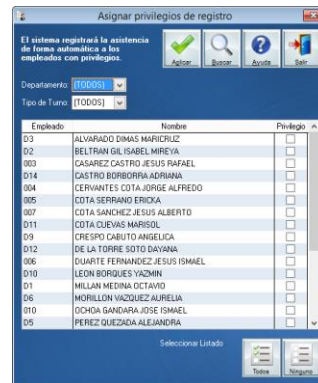 Asignar privilegios de registro
El sistema registrará la asistencia
de forma automática a los
empleados con privilegios.
Aplicar Buscar Ayuda Salir
Departamento: [TODOS]
Tipo de Turno: [TODOS]
Empleado Nombre Privilegio
D3 ALVARADO DIMAS MARICRUZ
D2 BELTRAN GIL ISABEL MIREYA
003 CASAREZ CASTRO JESUS RAFAEL
D14 CASTRO BORBORRA ADRIANA
004 CERVANTES COTA JORGE ALFREDO
005 COTA SERRANO ERICKA
007 COTA SANCHEZ JESUS ALBERTO
D11 COTA CUEVAS MARISOL
D9 CRESPO CABUTO ANGELICA
D12 DE LA TORRE SOTO DAYANA
006 DUARTE FERNANDEZ JESUS ISMAEL
D10 LEON BORQUES YAZMIN
D1 MILLAN MEDINA OCTAVIO
D6 MORILLON VAZQUEZ AURELIA
010 OCHOA GANDARA JOSE ISMAEL
D5 PEREZ QUEZADA ALEJANDRA
Seleccionar Listado
Todos Ninguno